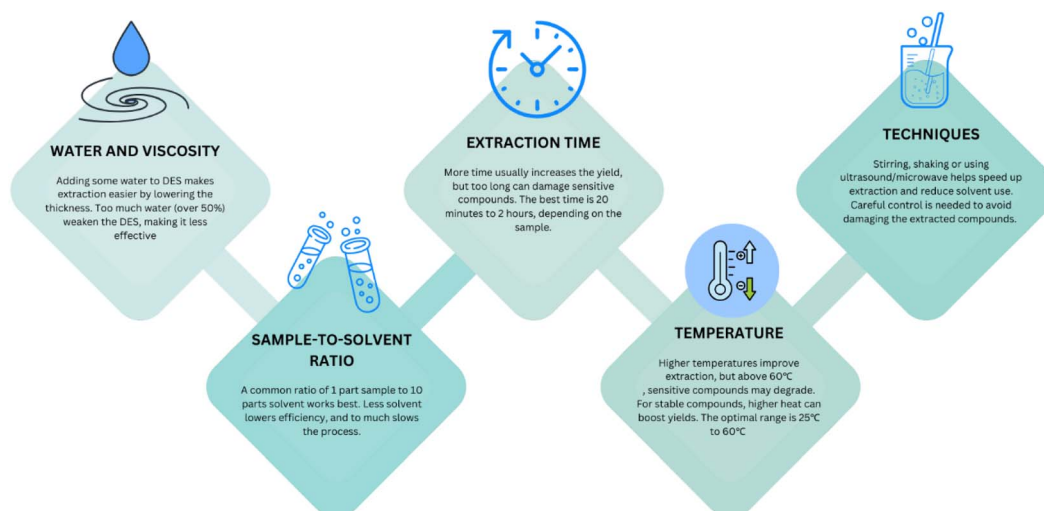 WATER AND VISCOSITY
Adding some water to DES makes
extraction easier by lowering the
thickness. Too much water (over 50%)
weaken the DES, making it less
effective
SAMPLE-TO-SOLVENT
RATIO
A common ratio of 1 part sample to 10
parts solvent works best. Less solvent
lowers efficiency, and to much slows
the process.
EXTRACTION TIME
More time usually increases the yield,
but too long can damage sensitive
compounds. The best time is 20
minutes to 2 hours, depending on the
sample.
TEMPERATURE
Higher temperatures improve
extraction, but above 60℃
, sensitive compounds may degrade.
For stable compounds, higher heat can
boost yields. The optimal range is 25℃
to 60℃
TECHNIQUES
Stirring, shaking or using
ultrasound/microwave helps speed up
extraction and reduce solvent use.
Careful control is needed to avoid
damaging the extracted compounds.